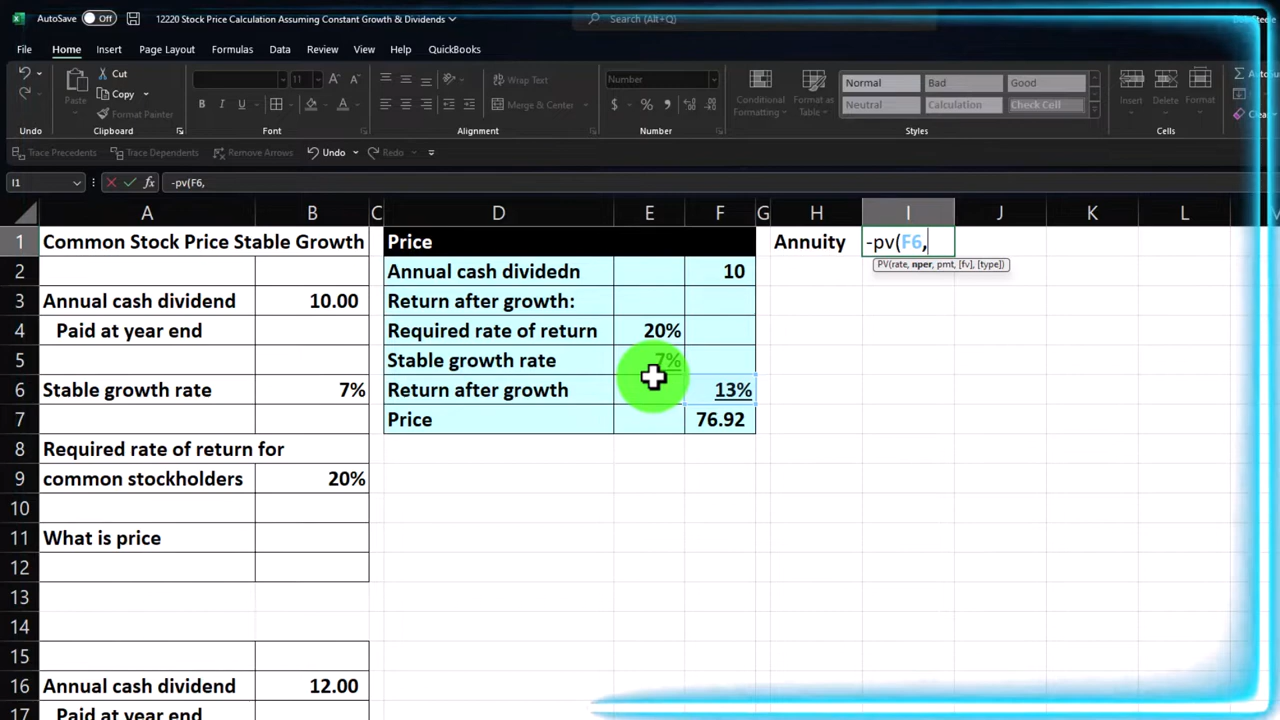 AutoSave Off 12220 Stock Price Calculation Assuming Constant Growth & Dividends Search (Alt+Q)
File Home Insert Page Layout Formulas Data Review View Help QuickBooks
Cut
Copy
Format Painter
Paste
11
Wrap Text
Merge & Center
Number
Conditional Formatting
Format as Table
Normal Bad Good
Neutral Calculation Check Cell
Insert Delete Format
Undo Clipboard Font Alignment Number Styles Cells
Trace Precedents Trace Dependents Remove Arrows Undo Redo
I1 -pv(F6,
A B C D E F G H I J K L
1 Common Stock Price Stable Growth Price Annuity -pv(F6,
PV(rate, nper, pmt, [fv], [type])
2 Annual cash dividedn 10
3 Annual cash dividend 10.00 Return after growth:
4 Paid at year end Required rate of return 20%
5 Stable growth rate 7%
6 Stable growth rate 7% Return after growth 13%
7 Price 76.92
8 Required rate of return for
9 common stockholders 20%
10
11 What is price
12
13
14
15
16 Annual cash dividend 12.00
17 Paid at year end